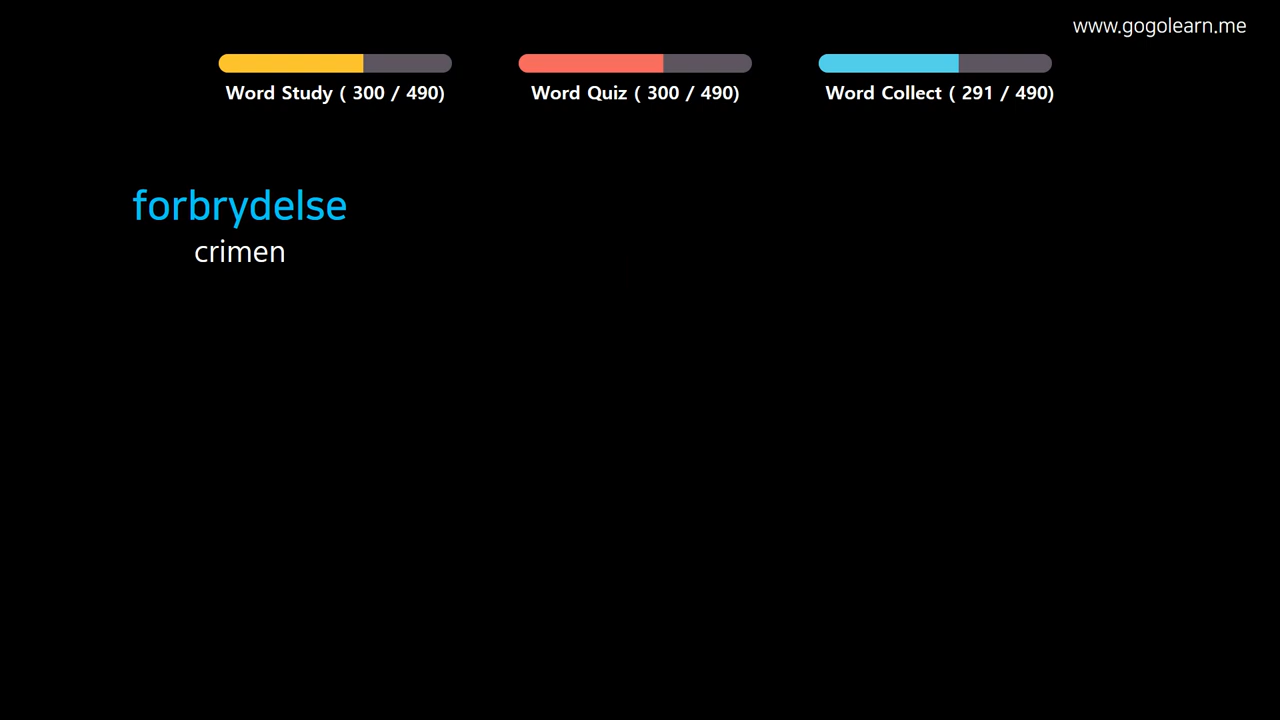 www.gogolearn.me
Word Study ( 300 / 490)
Word Quiz ( 300 / 490)
Word Collect ( 291 / 490)
forbrydelse
crimen